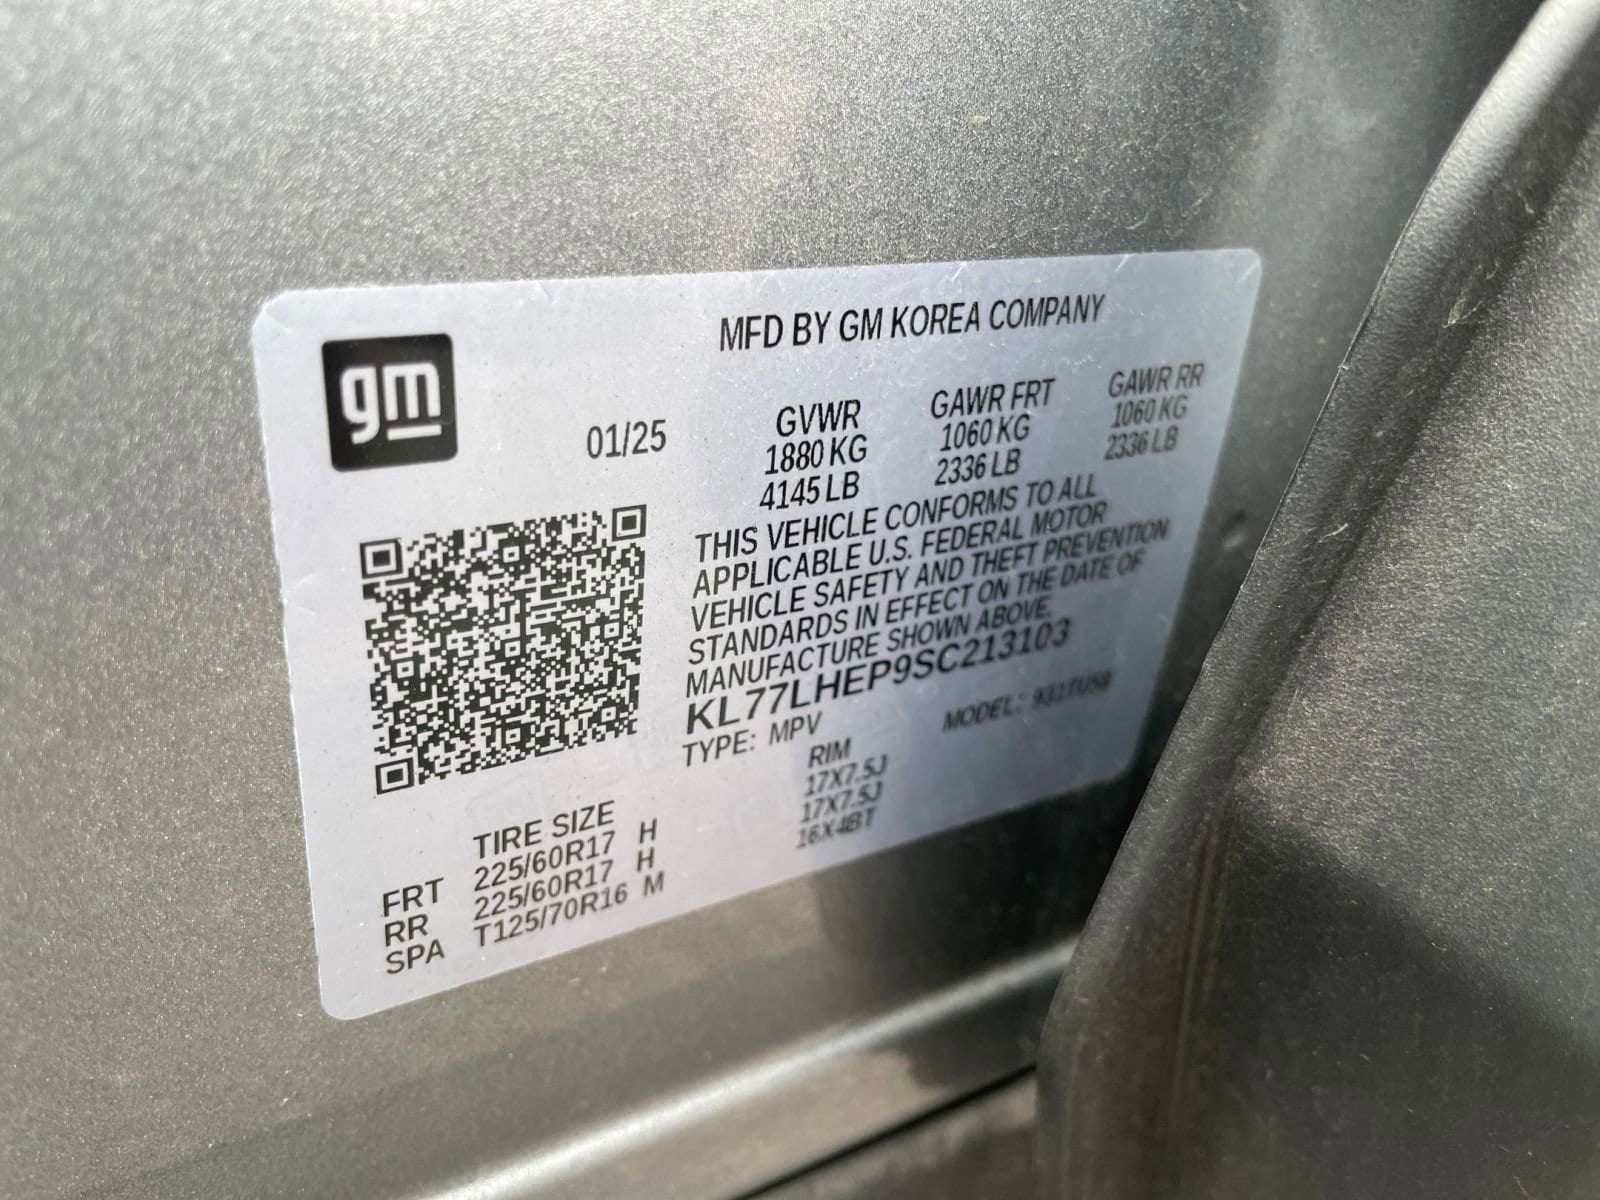 MFD BY GM KOREA COMPANY
gm
01/25
GVWR GAWR FRT GAWR RR
1880 KG 1060 KG 1060 KG
4145 LB 2336 LB 2336 LB
THIS VEHICLE CONFORMS TO ALL
APPLICABLE U.S. FEDERAL MOTOR
VEHICLE SAFETY AND THEFT PREVENTION
STANDARDS IN EFFECT ON THE DATE OF
MANUFACTURE SHOWN ABOVE.
KL77LHEP9SC213103
TYPE: MPV MODEL:
TIRE SIZE RIM
FRT 225/60R17 H 17X7.5J
RR 225/60R17 H 17X7.5J
SPA T125/70R16 M 16X4BT